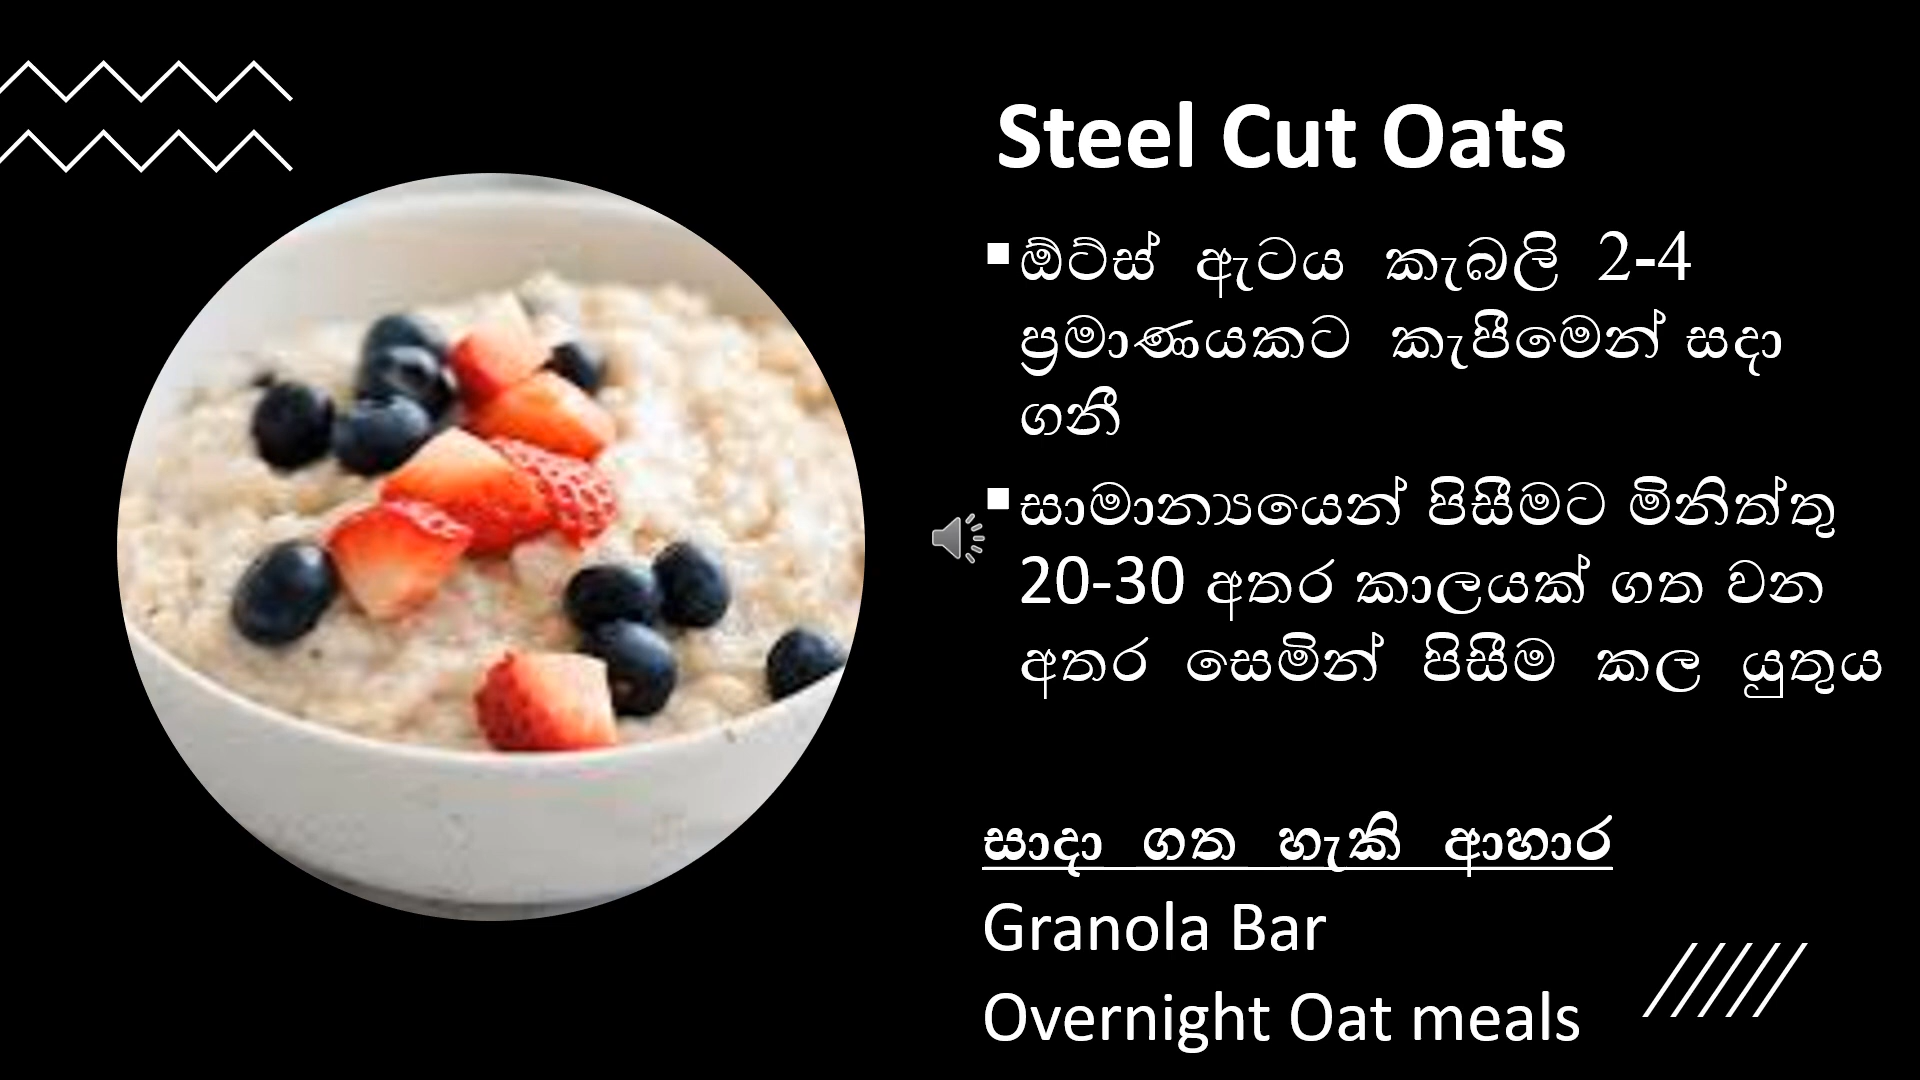 Steel Cut Oats
▪ඕට්ස් ඇටය කැබලි 2-4
ප්‍රමාණයකට කැපීමෙන් සදා
ගනී
▪සාමාන්‍යයෙන් පිසීමට මිනිත්තු
20-30 අතර කාලයක් ගත වන
අතර සෙමින් පිසීම කල යුතුය
සාදා ගත හැකි ආහාර
Granola Bar
Overnight Oat meals